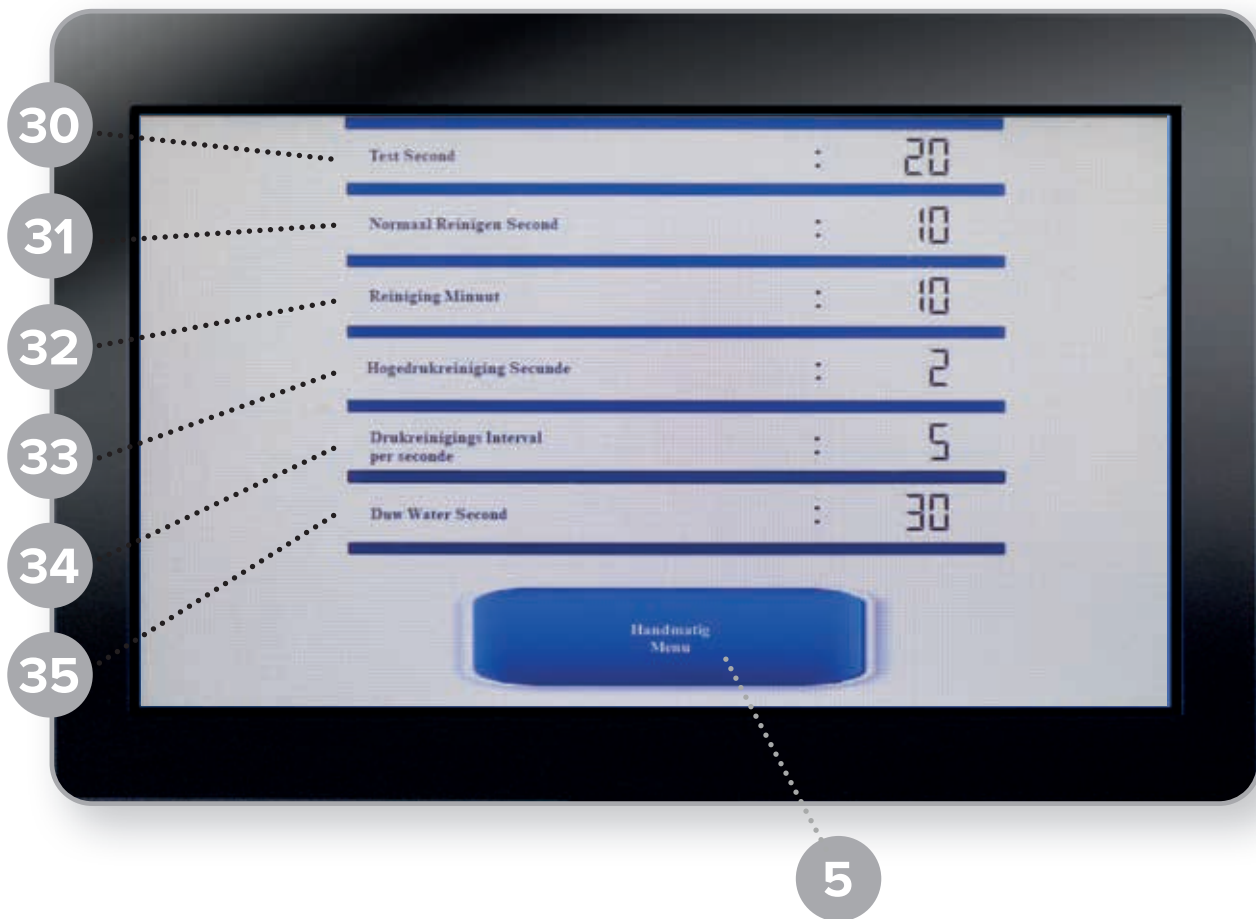 30
Test Second : 20
31
Normaal Reinigen Second : 10
32
Reiniging Minuut : 10
33
Hogedrukreiniging Secunde : 2
34
Drukreinigings Interval
per seconde : 5
35
Duw Water Second : 30
Handmatig
Menu
5